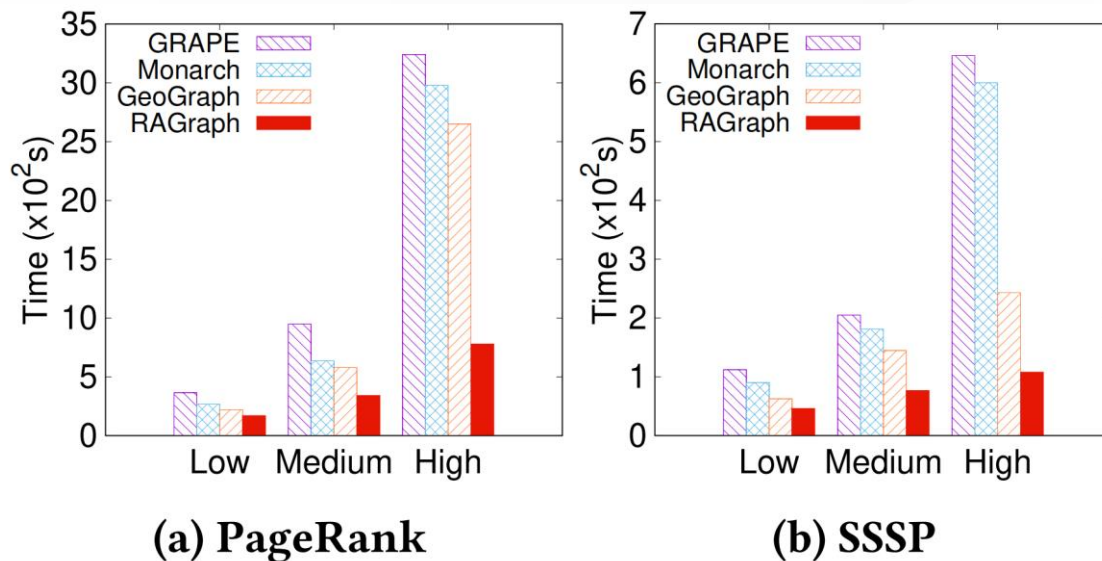 35
30
25
20
15
10
5
0
Time (x10²s)
GRAPE
Monarch
GeoGraph
RAGraph
Low Medium High
(a) PageRank
7
6
5
4
3
2
1
0
Time (x10²s)
GRAPE
Monarch
GeoGraph
RAGraph
Low Medium High
(b) SSSP